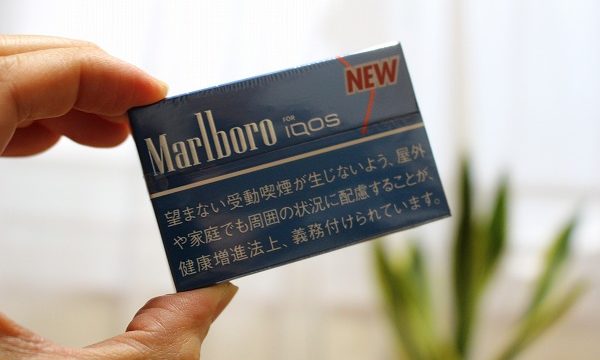 NEW
Marlboro FOR IQOS
望まない受動喫煙が生じないよう、屋外
や家庭でも周囲の状況に配慮することが、
健康増進法上、義務付けられています。